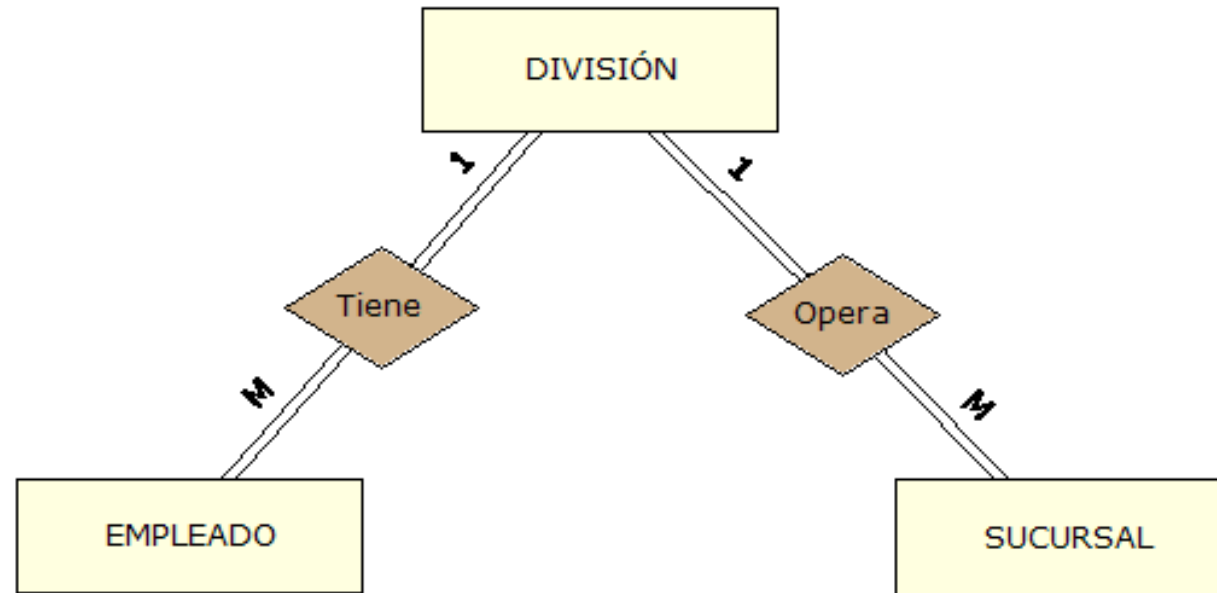 DIVISIÓN
1
1
Tiene
Opera
M
M
EMPLEADO
SUCURSAL